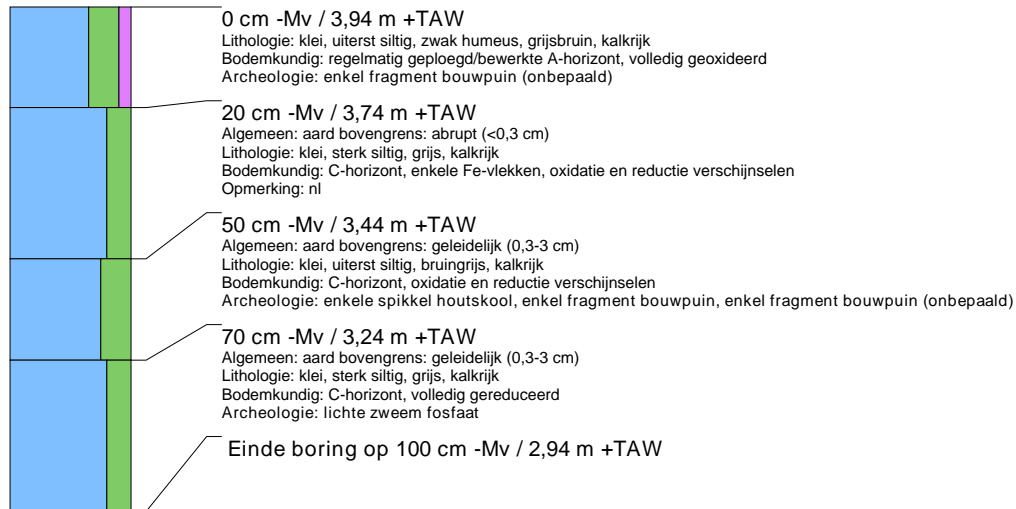 0 cm -Mv / 3,94 m +TAW
Lithologie: klei, uiterst siltig, zwak humeus, grijsbruin, kalkrijk
Bodemkundig: regelmatig geploegd/bewerkte A-horizont, volledig geoxideerd
Archeologie: enkel fragment bouwpuin (onbepaald)
20 cm -Mv / 3,74 m +TAW
Algemeen: aard bovengrens: abrupt (<0,3 cm)
Lithologie: klei, sterk siltig, grijs, kalkrijk
Bodemkundig: C-horizont, enkele Fe-vlekken, oxidatie en reductie verschijnselen
Opmerking: nl
50 cm -Mv / 3,44 m +TAW
Algemeen: aard bovengrens: geleidelijk (0,3-3 cm)
Lithologie: klei, uiterst siltig, bruingrijs, kalkrijk
Bodemkundig: C-horizont, oxidatie en reductie verschijnselen
Archeologie: enkele spikkel houtskool, enkel fragment bouwpuin, enkel fragment bouwpuin (onbepaald)
70 cm -Mv / 3,24 m +TAW
Algemeen: aard bovengrens: geleidelijk (0,3-3 cm)
Lithologie: klei, sterk siltig, grijs, kalkrijk
Bodemkundig: C-horizont, volledig gereduceerd
Archeologie: lichte zweem fosfaat
Einde boring op 100 cm -Mv / 2,94 m +TAW